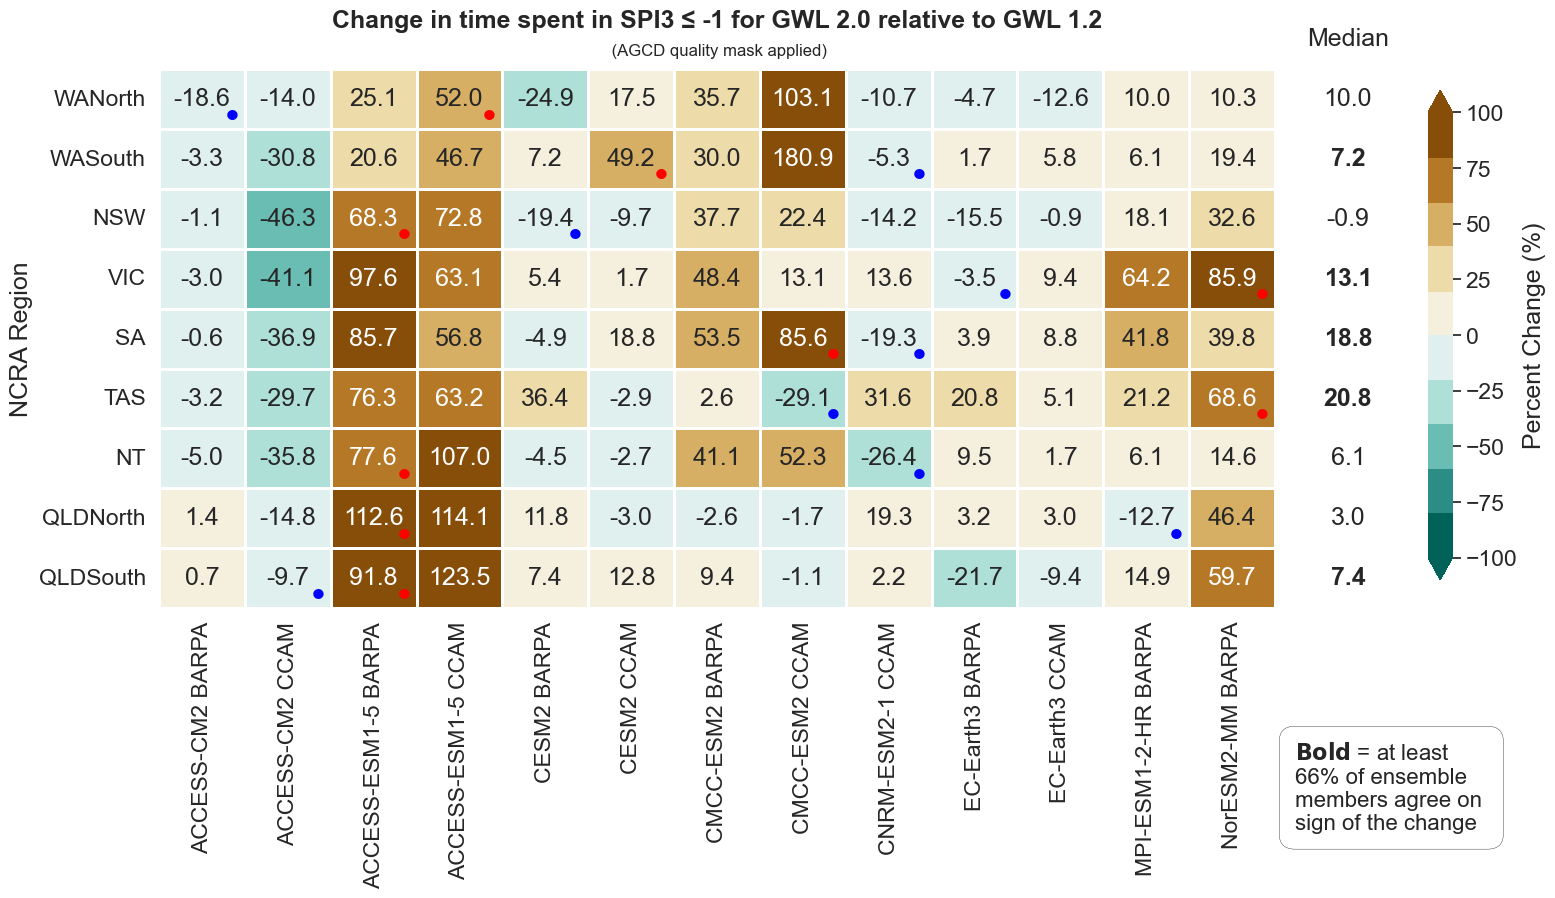 Change in time spent in SPI3 ≤ -1 for GWL 2.0 relative to GWL 1.2
(AGCD quality mask applied)
Median
WANorth -18.6 -14.0 25.1 52.0 -24.9 17.5 35.7 103.1 -10.7 -4.7 -12.6 10.0 10.3 10.0
WASouth -3.3 -30.8 20.6 46.7 7.2 49.2 30.0 180.9 -5.3 1.7 5.8 6.1 19.4 7.2
NSW -1.1 -46.3 68.3 72.8 -19.4 -9.7 37.7 22.4 -14.2 -15.5 -0.9 18.1 32.6 -0.9
VIC -3.0 -41.1 97.6 63.1 5.4 1.7 48.4 13.1 13.6 -3.5 9.4 64.2 85.9 13.1
SA -0.6 -36.9 85.7 56.8 -4.9 18.8 53.5 85.6 -19.3 3.9 8.8 41.8 39.8 18.8
TAS -3.2 -29.7 76.3 63.2 36.4 -2.9 2.6 -29.1 31.6 20.8 5.1 21.2 68.6 20.8
NT -5.0 -35.8 77.6 107.0 -4.5 -2.7 41.1 52.3 -26.4 9.5 1.7 6.1 14.6 6.1
QLDNorth 1.4 -14.8 112.6 114.1 11.8 -3.0 -2.6 -1.7 19.3 3.2 3.0 -12.7 46.4 3.0
QLDSouth 0.7 -9.7 91.8 123.5 7.4 12.8 9.4 -1.1 2.2 -21.7 -9.4 14.9 59.7 7.4
NCRA Region
ACCESS-CM2 BARPA
ACCESS-CM2 CCAM
ACCESS-ESM1-5 BARPA
ACCESS-ESM1-5 CCAM
CESM2 BARPA
CESM2 CCAM
CMCC-ESM2 BARPA
CMCC-ESM2 CCAM
CNRM-ESM2-1 CCAM
EC-Earth3 BARPA
EC-Earth3 CCAM
MPI-ESM1-2-HR BARPA
NorESM2-MM BARPA
100
75
50
25
0
−25
−50
−75
−100
Percent Change (%)
Bold = at least
66% of ensemble
members agree on
sign of the change